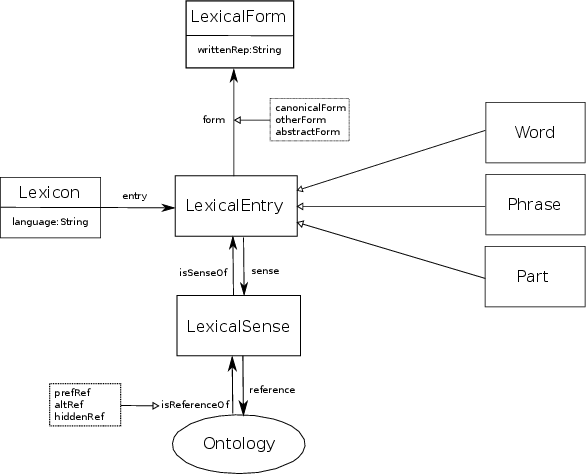 LexicalForm
writtenRep:String
canonicalForm
otherForm
abstractForm
form
Word
Lexicon
language:String
entry
LexicalEntry
Phrase
isSenseOf
sense
Part
LexicalSense
prefRef
altRef
hiddenRef
isReferenceOf
reference
Ontology